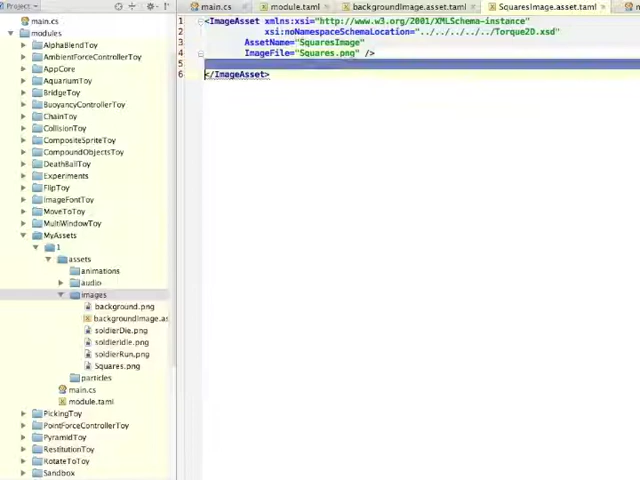 Project
main.cs
module.taml
backgroundImage.asset.taml
SquaresImage.asset.taml
main.cs
modules
AlphaBlendToy
AmbientForceControllerToy
AppCore
AquariumToy
BridgeToy
BuoyancyControllerToy
ChainToy
CollisionToy
CompositeSpriteToy
CompoundObjectsToy
DeathBallToy
Experiments
FlipToy
ImageFontToy
MoveToToy
MultiWindowToy
MyAssets
1
assets
animations
audio
images
background.png
backgroundImage.as
soldierDie.png
soldierIdle.png
soldierRun.png
Squares.png
particles
main.cs
module.taml
PickingToy
PointForceControllerToy
PyramidToy
RestitutionToy
RotateToToy
Sandbox
1 <ImageAsset xmlns:xsi="http://www.w3.org/2001/XMLSchema-instance"
2 xsi:noNamespaceSchemaLocation="../../../../Torque2D.xsd"
3 AssetName="SquaresImage"
4 ImageFile="Squares.png" />
5
6 </ImageAsset>